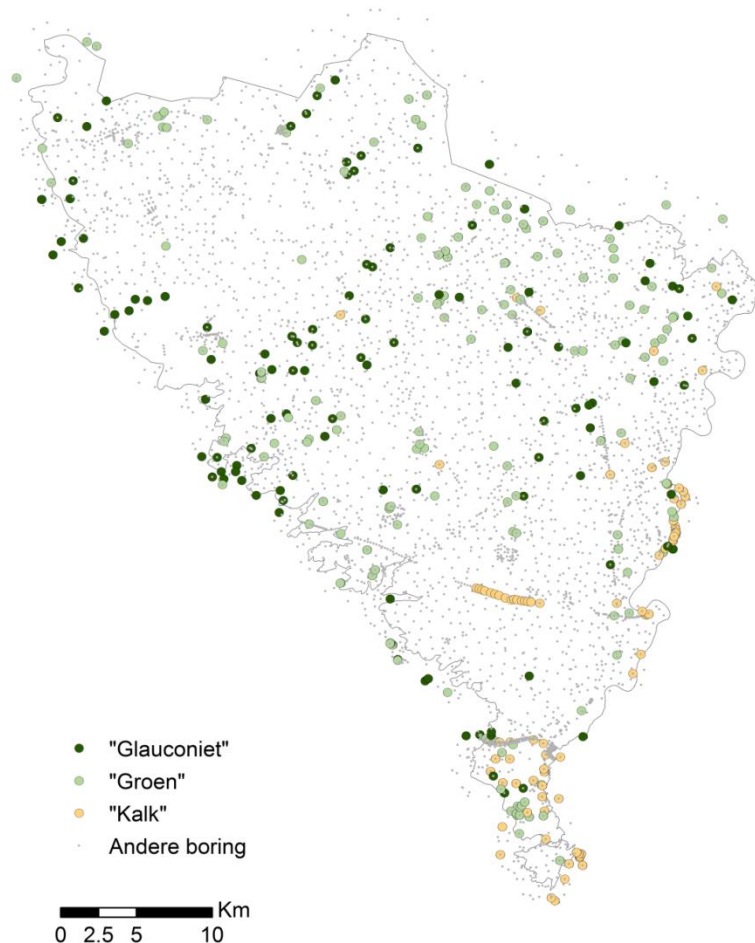 "Glauconiet"
"Groen"
"Kalk"
Andere boring
Km
0 2.5 5 10